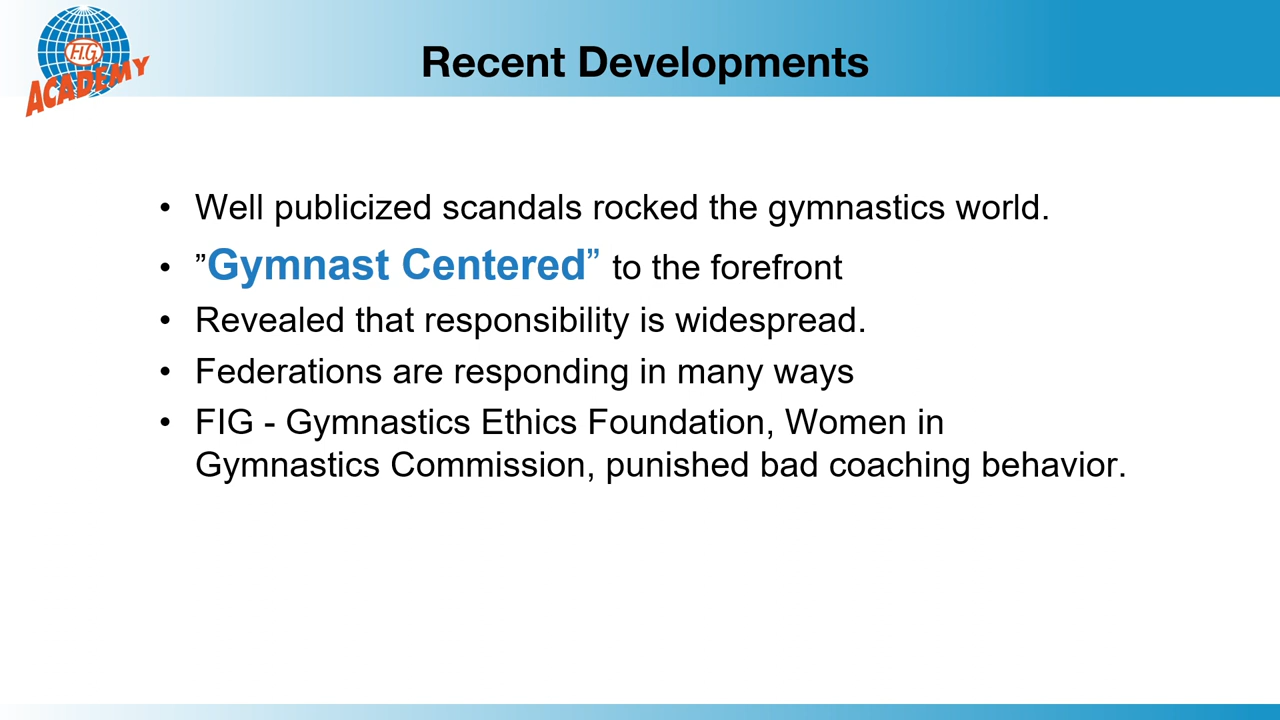 F.I.G.
ACADEMY
Recent Developments
• Well publicized scandals rocked the gymnastics world.
• ”Gymnast Centered” to the forefront
• Revealed that responsibility is widespread.
• Federations are responding in many ways
• FIG - Gymnastics Ethics Foundation, Women in
Gymnastics Commission, punished bad coaching behavior.